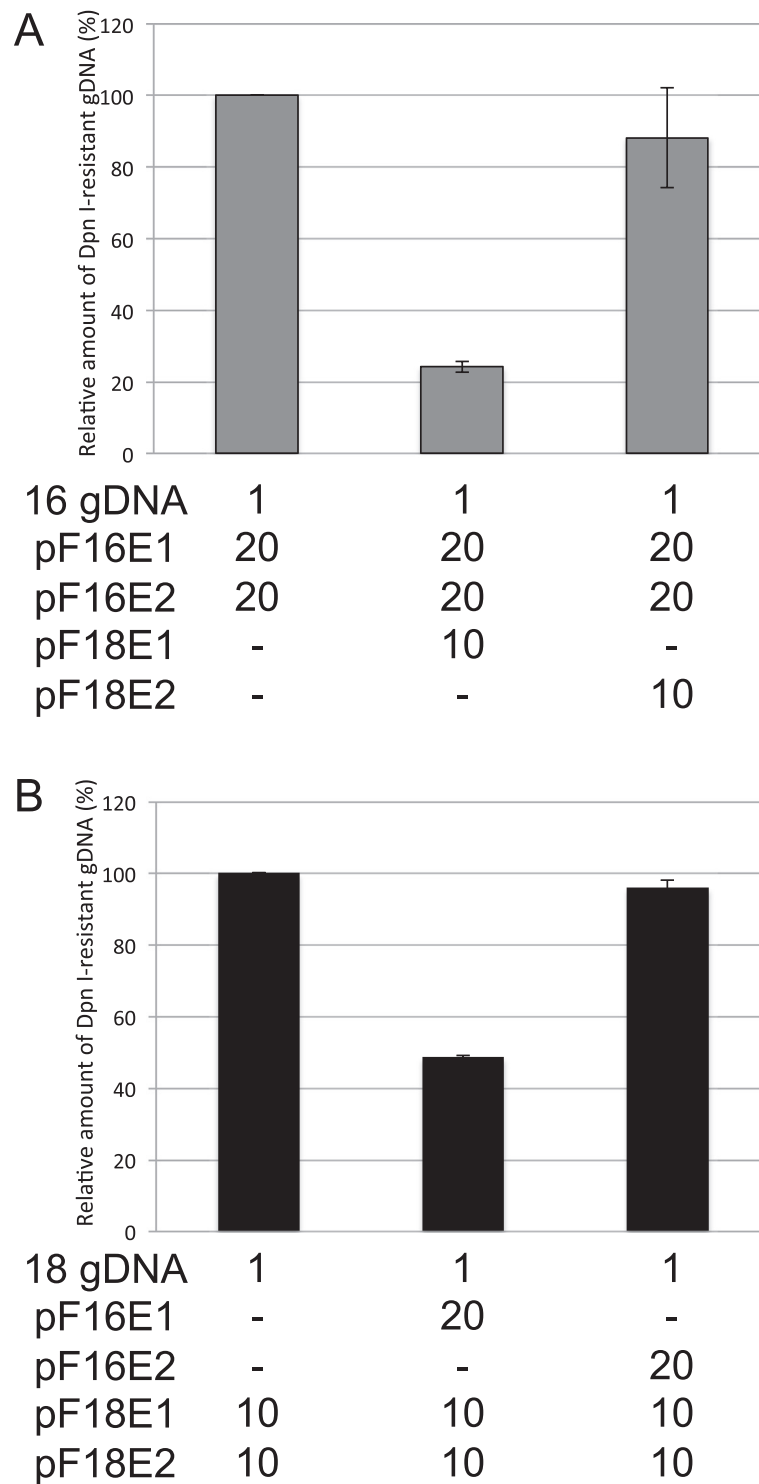 A
Relative amount of Dpn I-resistant gDNA (%)
120
100
80
60
40
20
0
16 gDNA 1 1 1
pF16E1 20 20 20
pF16E2 20 20 20
pF18E1 - 10 -
pF18E2 - - 10
B
Relative amount of Dpn I-resistant gDNA (%)
120
100
80
60
40
20
0
18 gDNA 1 1 1
pF16E1 - 20 -
pF16E2 - - 20
pF18E1 10 10 10
pF18E2 10 10 10